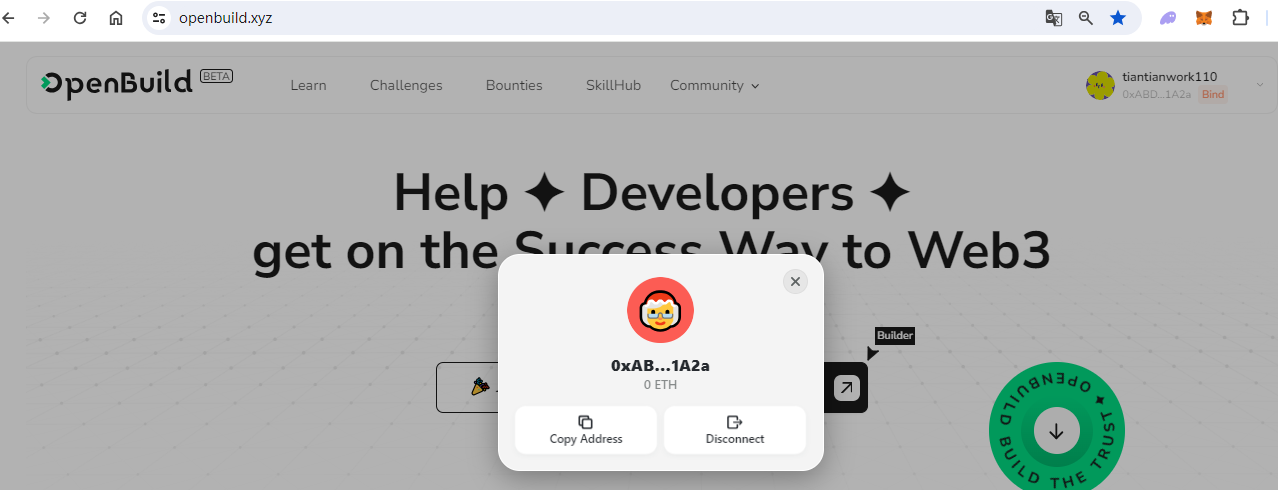 openbuild.xyz
OpenBuild BETA
Learn
Challenges
Bounties
SkillHub
Community
tiantianwork110
0xABD...1A2a Bind
Help ✦ Developers ✦
get on the Success Way to Web3
0xAB...1A2a
0 ETH
Copy Address
Disconnect
Builder
OPENBUILD ✦ BUILD THE TRUST